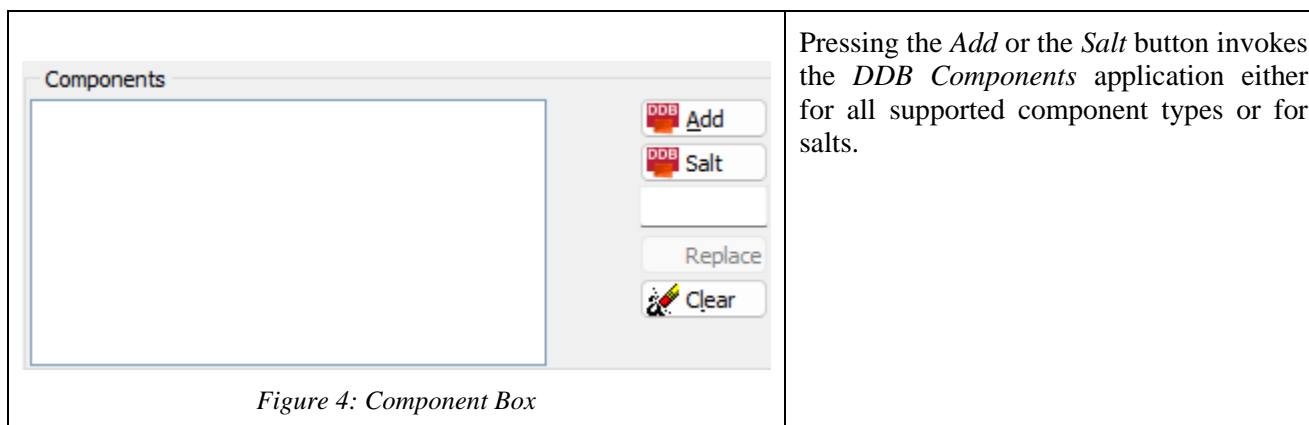 Components
DDB Add
DDB Salt
Replace
Clear
Figure 4: Component Box
Pressing the Add or the Salt button invokes
the DDB Components application either
for all supported component types or for
salts.